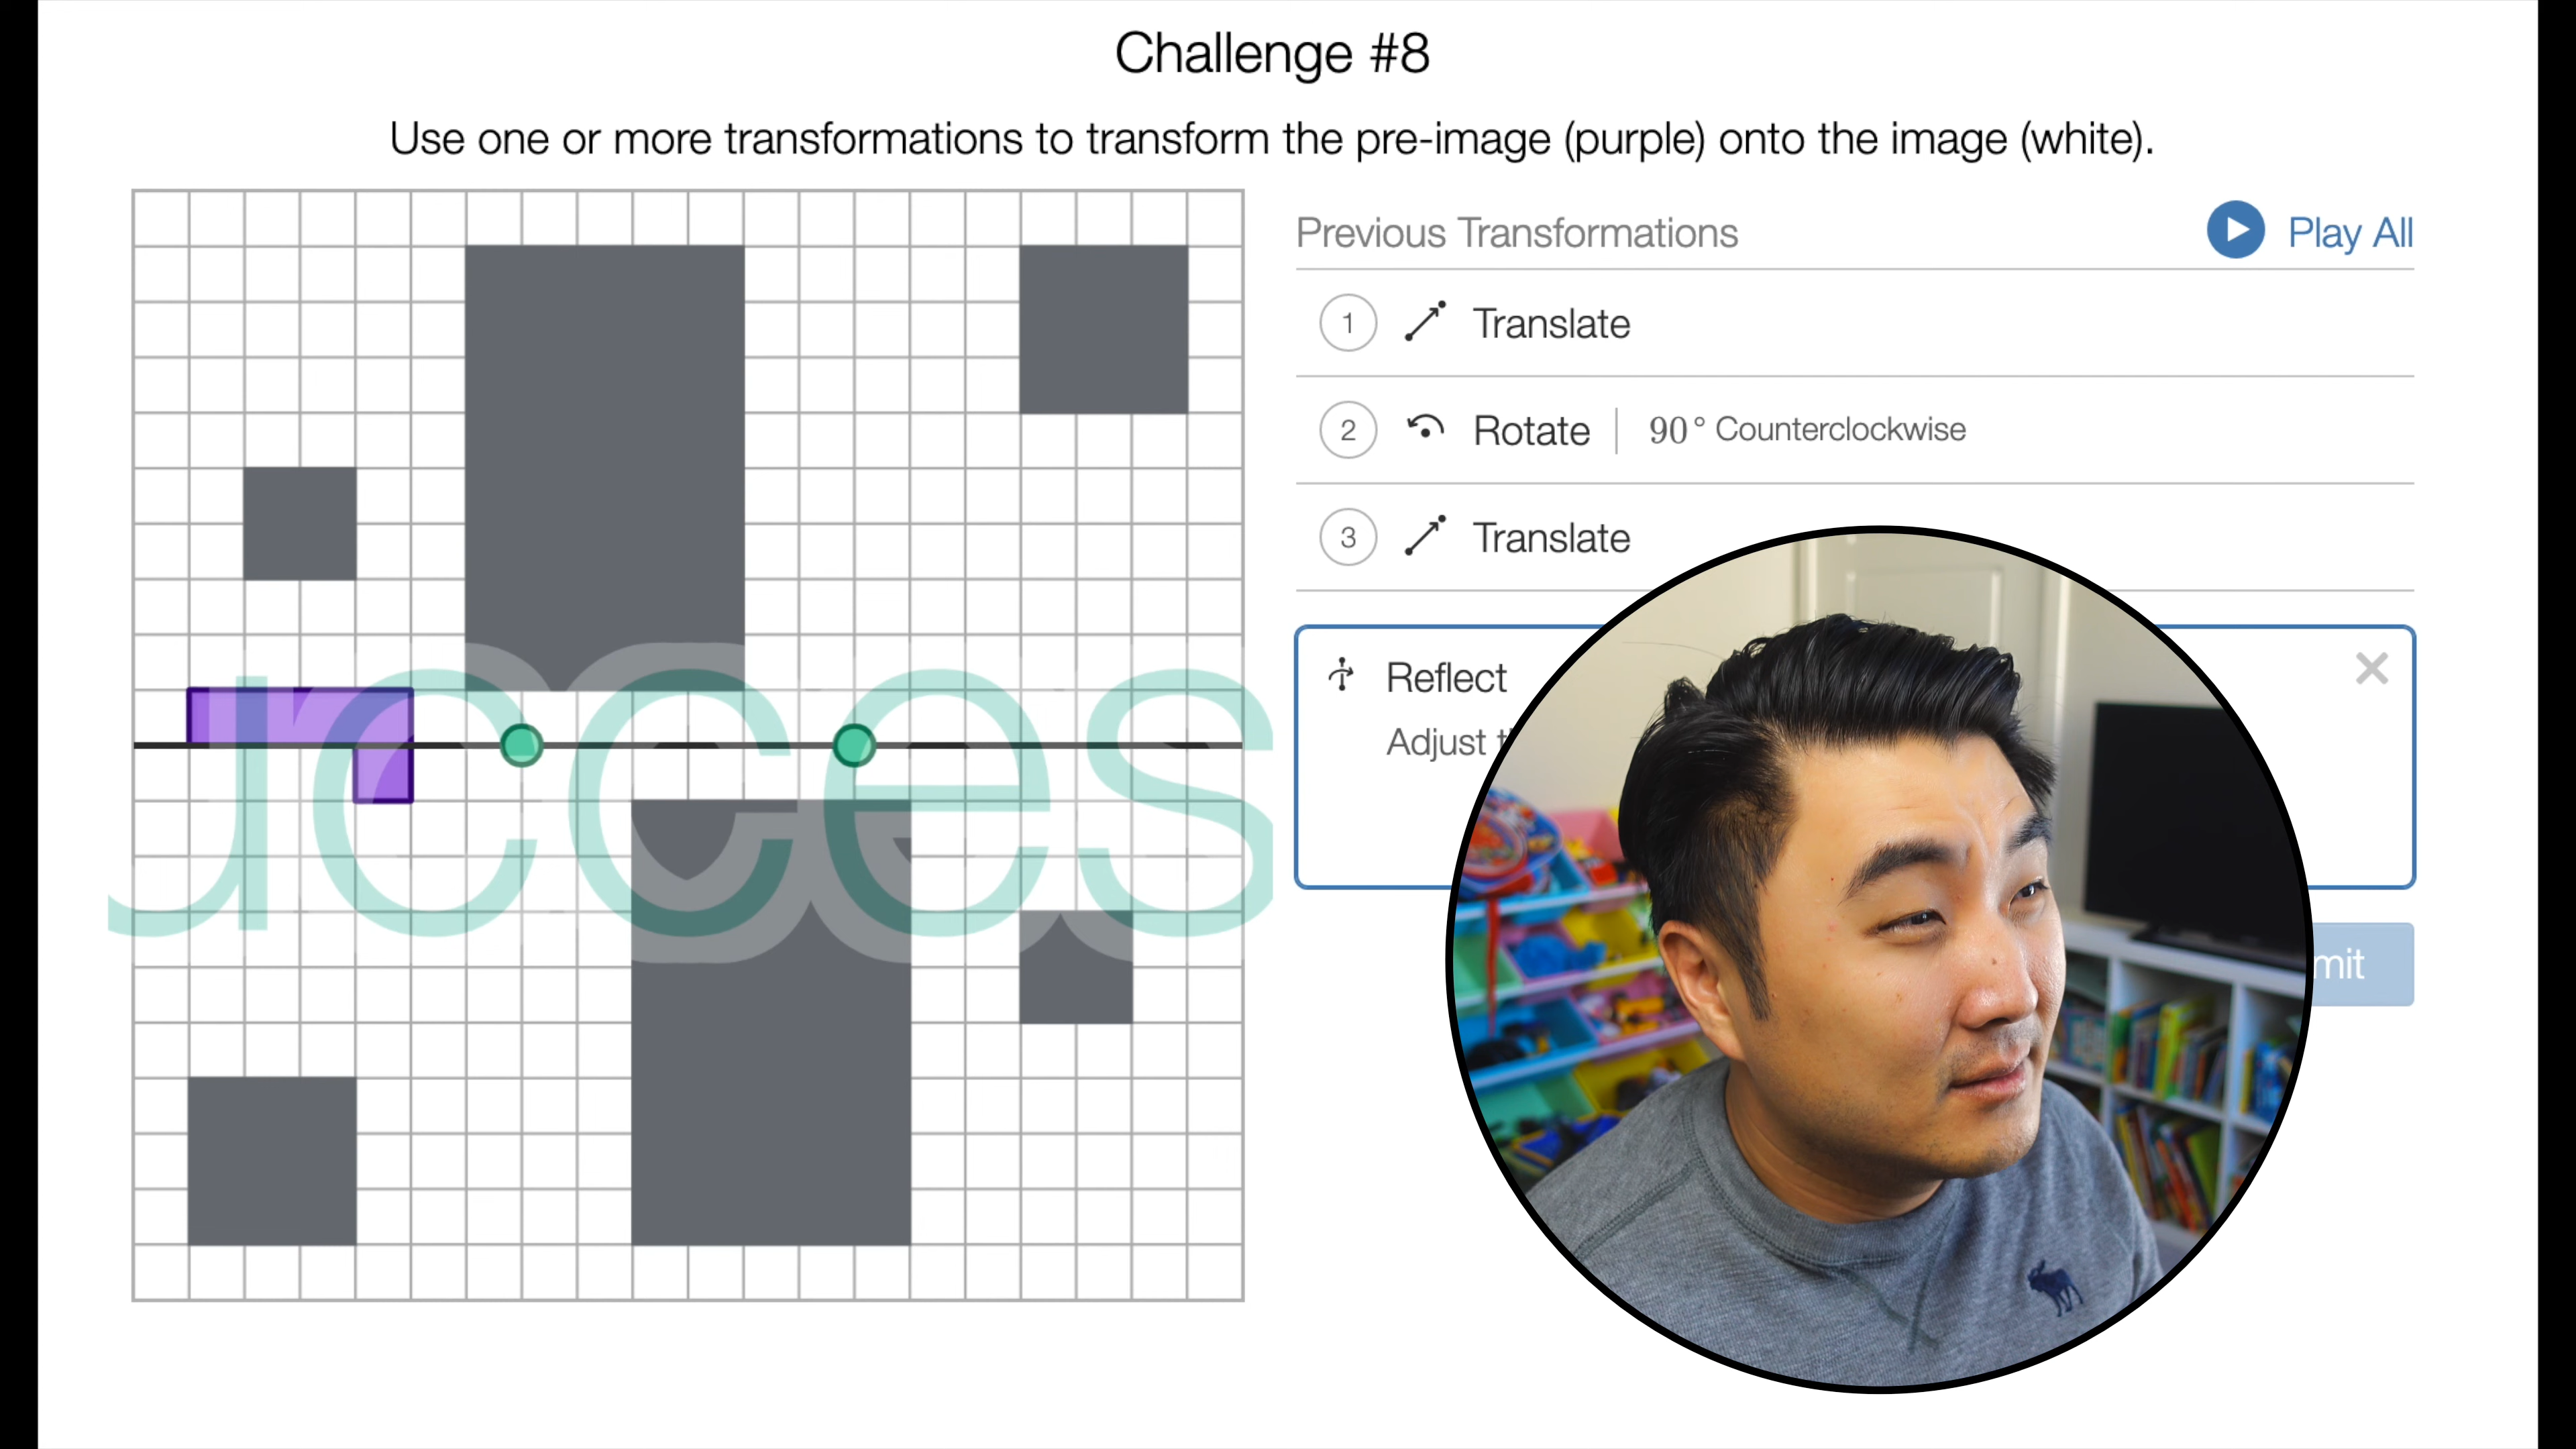 Challenge #8
Use one or more transformations to transform the pre-image (purple) onto the image (white).
Previous Transformations
Play All
1 Translate
2 Rotate | 90° Counterclockwise
3 Translate
Reflect
Adjust
ucces
mit